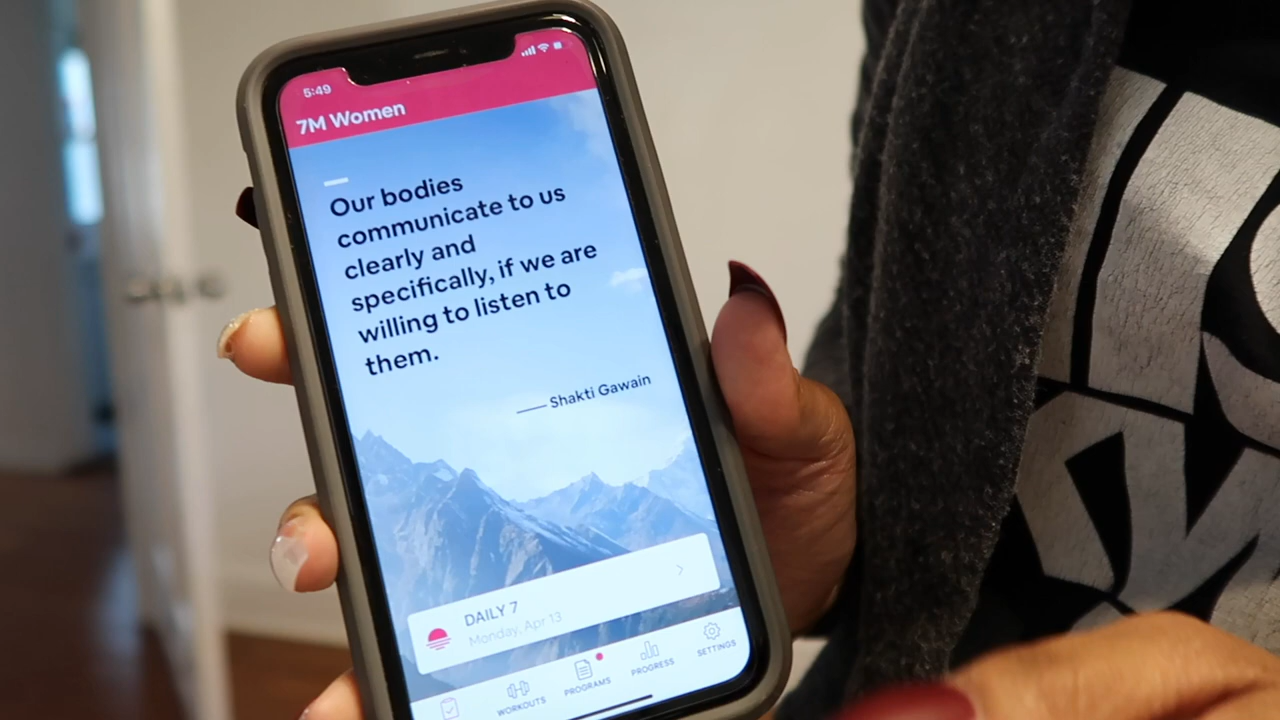 5:49
7M Women
Our bodies
communicate to us
clearly and
specifically, if we are
willing to listen to
them.
Shakti Gawain
DAILY 7
Monday, Apr 13
WORKOUTS
PROGRAMS
PROGRESS
SETTINGS